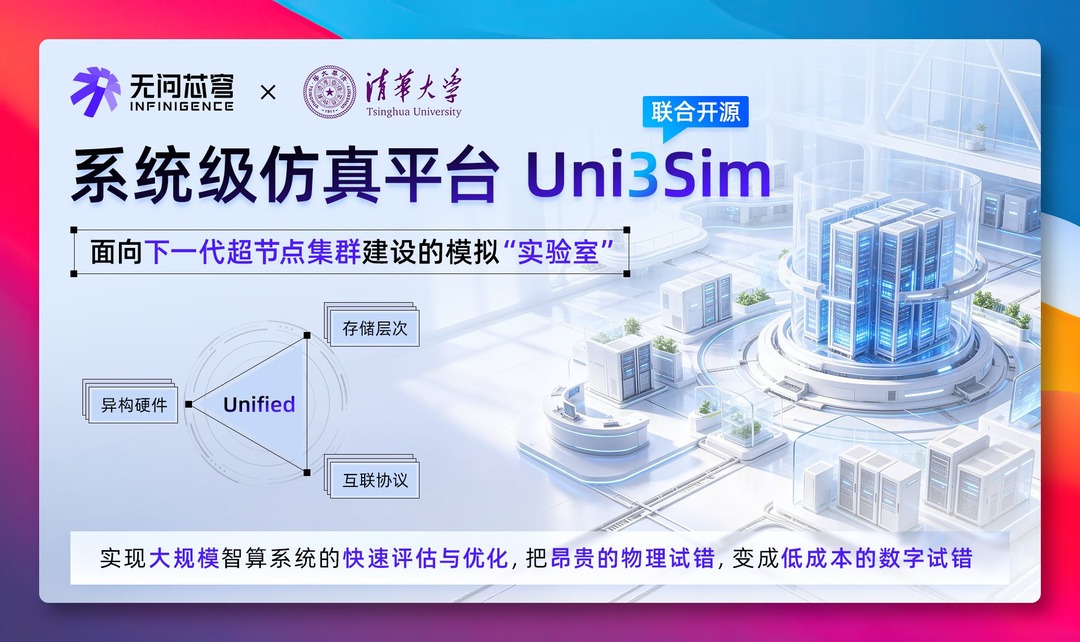 无问芯穹
INFINIGENCE
×
清华大学
Tsinghua University
联合开源
系统级仿真平台 Uni3Sim
面向下一代超节点集群建设的模拟“实验室”
存储层次
异构硬件
Unified
互联协议
实现大规模智算系统的快速评估与优化, 把昂贵的物理试错, 变成低成本的数字试错